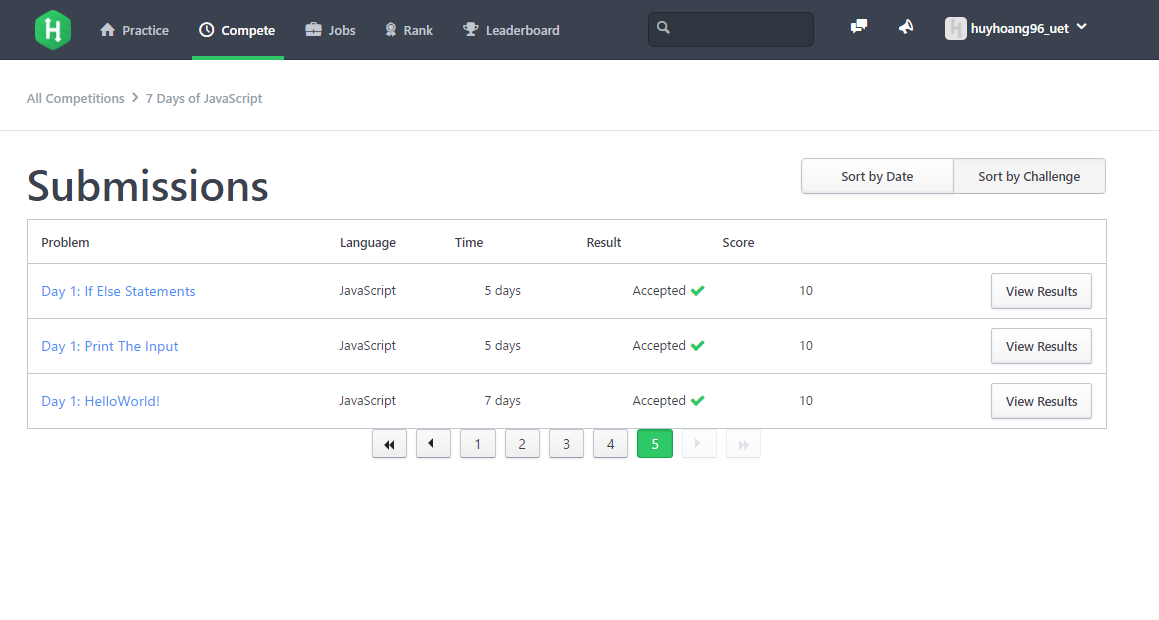 H Practice Compete Jobs Rank Leaderboard huyhoang96_uet
All Competitions > 7 Days of JavaScript
Submissions
Sort by Date Sort by Challenge
Problem Language Time Result Score
Day 1: If Else Statements JavaScript 5 days Accepted 10 View Results
Day 1: Print The Input JavaScript 5 days Accepted 10 View Results
Day 1: HelloWorld! JavaScript 7 days Accepted 10 View Results
1 2 3 4 5